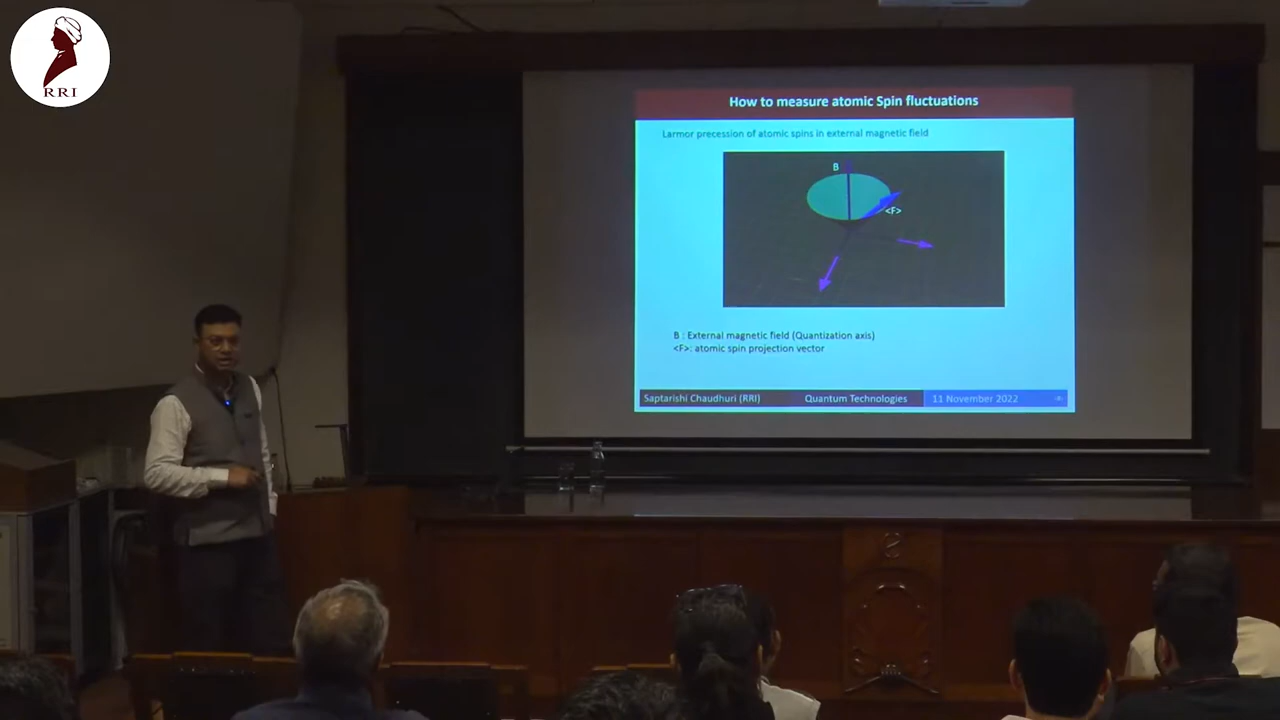 RRI
How to measure atomic Spin fluctuations
Larmor precession of atomic spins in external magnetic field
B
<F>
B : External magnetic field (Quantization axis)
<F>: atomic spin projection vector
Saptarishi Chaudhuri (RRI) Quantum Technologies 11 November 2022